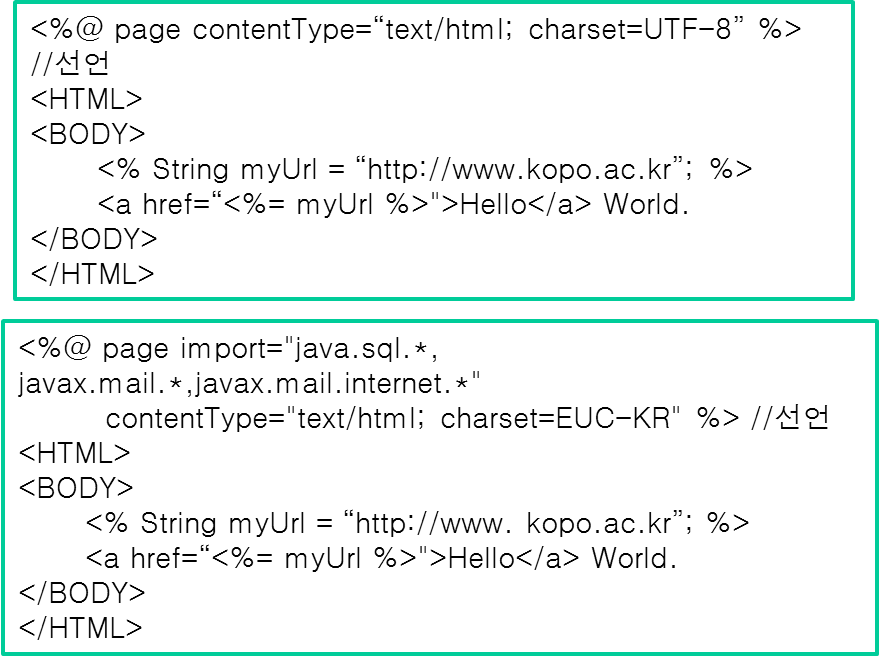 <%@ page contentType=“text/html; charset=UTF-8” %>
//선언
<HTML>
<BODY>
<% String myUrl = “http://www.kopo.ac.kr”; %>
<a href=“<%= myUrl %>">Hello</a> World.
</BODY>
</HTML>
<%@ page import="java.sql.*,
javax.mail.*,javax.mail.internet.*"
contentType="text/html; charset=EUC-KR" %> //선언
<HTML>
<BODY>
<% String myUrl = “http://www. kopo.ac.kr”; %>
<a href=“<%= myUrl %>">Hello</a> World.
</BODY>
</HTML>